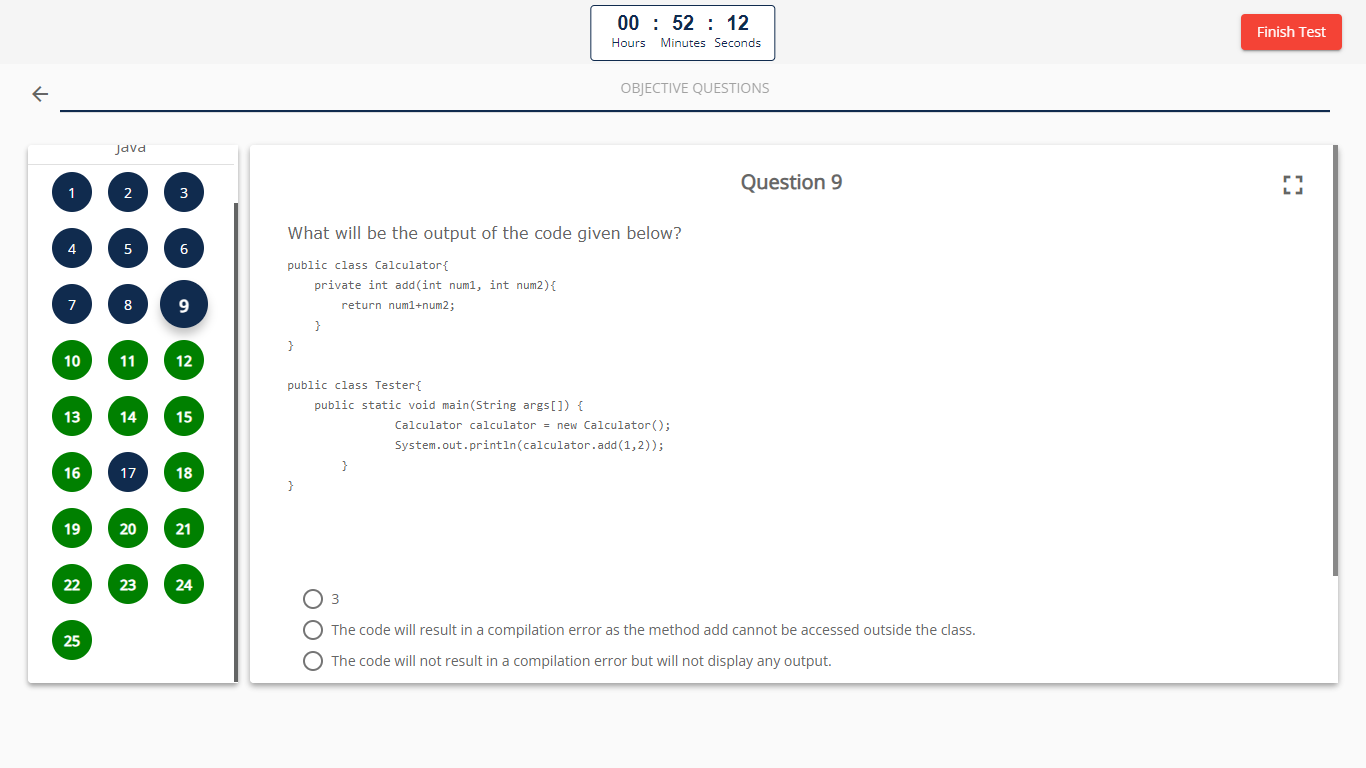 00 : 52 : 12
Hours Minutes Seconds
Finish Test
OBJECTIVE QUESTIONS
Java
1 2 3
4 5 6
7 8 9
10 11 12
13 14 15
16 17 18
19 20 21
22 23 24
25
Question 9
What will be the output of the code given below?
public class Calculator{
    private int add(int num1, int num2){
        return num1+num2;
    }
}
public class Tester{
    public static void main(String args[]) {
                Calculator calculator = new Calculator();
                System.out.println(calculator.add(1,2));
        }
}
3
The code will result in a compilation error as the method add cannot be accessed outside the class.
The code will not result in a compilation error but will not display any output.